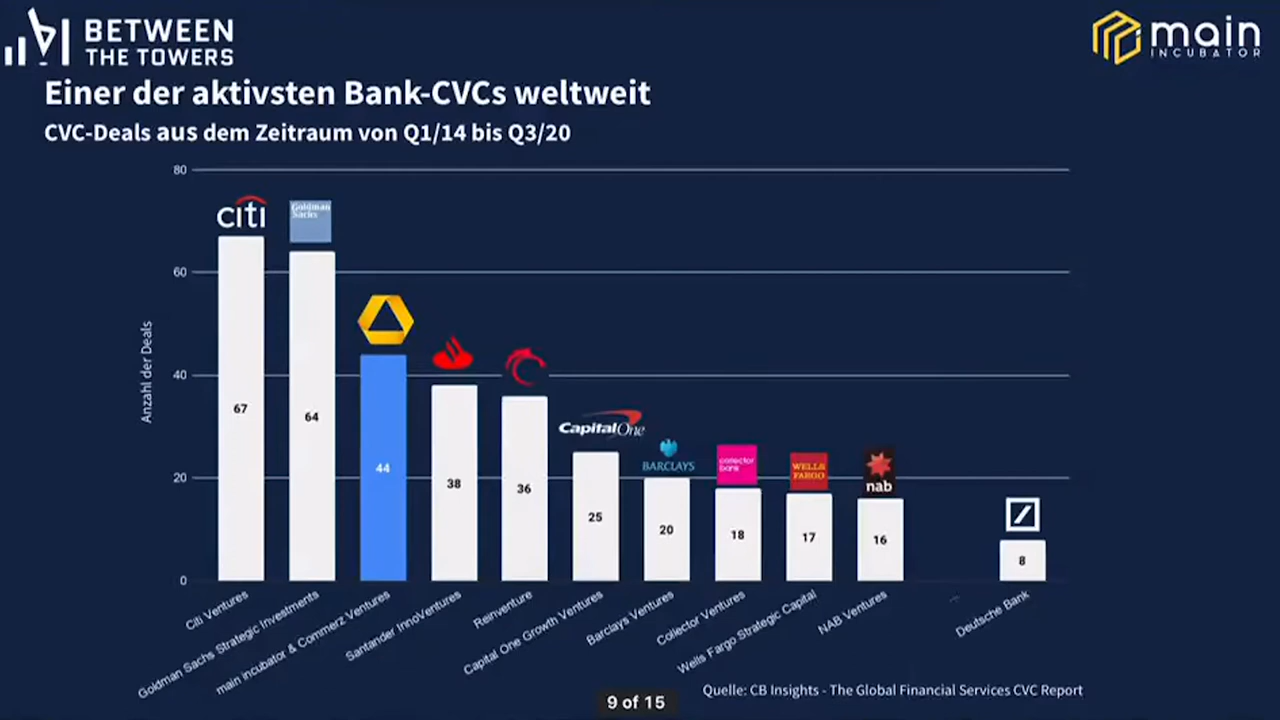 BETWEEN
THE TOWERS
main
INCUBATOR
Einer der aktivsten Bank-CVCs weltweit
CVC-Deals aus dem Zeitraum von Q1/14 bis Q3/20
Anzahl der Deals
80
60
40
20
0
citi
Goldman
Sachs
CapitalOne
BARCLAYS
collector
bank
WELLS
FARGO
nab
67
64
44
38
36
25
20
18
17
16
8
Citi Ventures
Goldman Sachs Strategic Investments
main incubator & Commerz Ventures
Santander InnoVentures
Reinventure
Capital One Growth Ventures
Barclays Ventures
Collector Ventures
Wells Fargo Strategic Capital
NAB Ventures
...
Deutsche Bank
Quelle: CB Insights - The Global Financial Services CVC Report
9 of 15